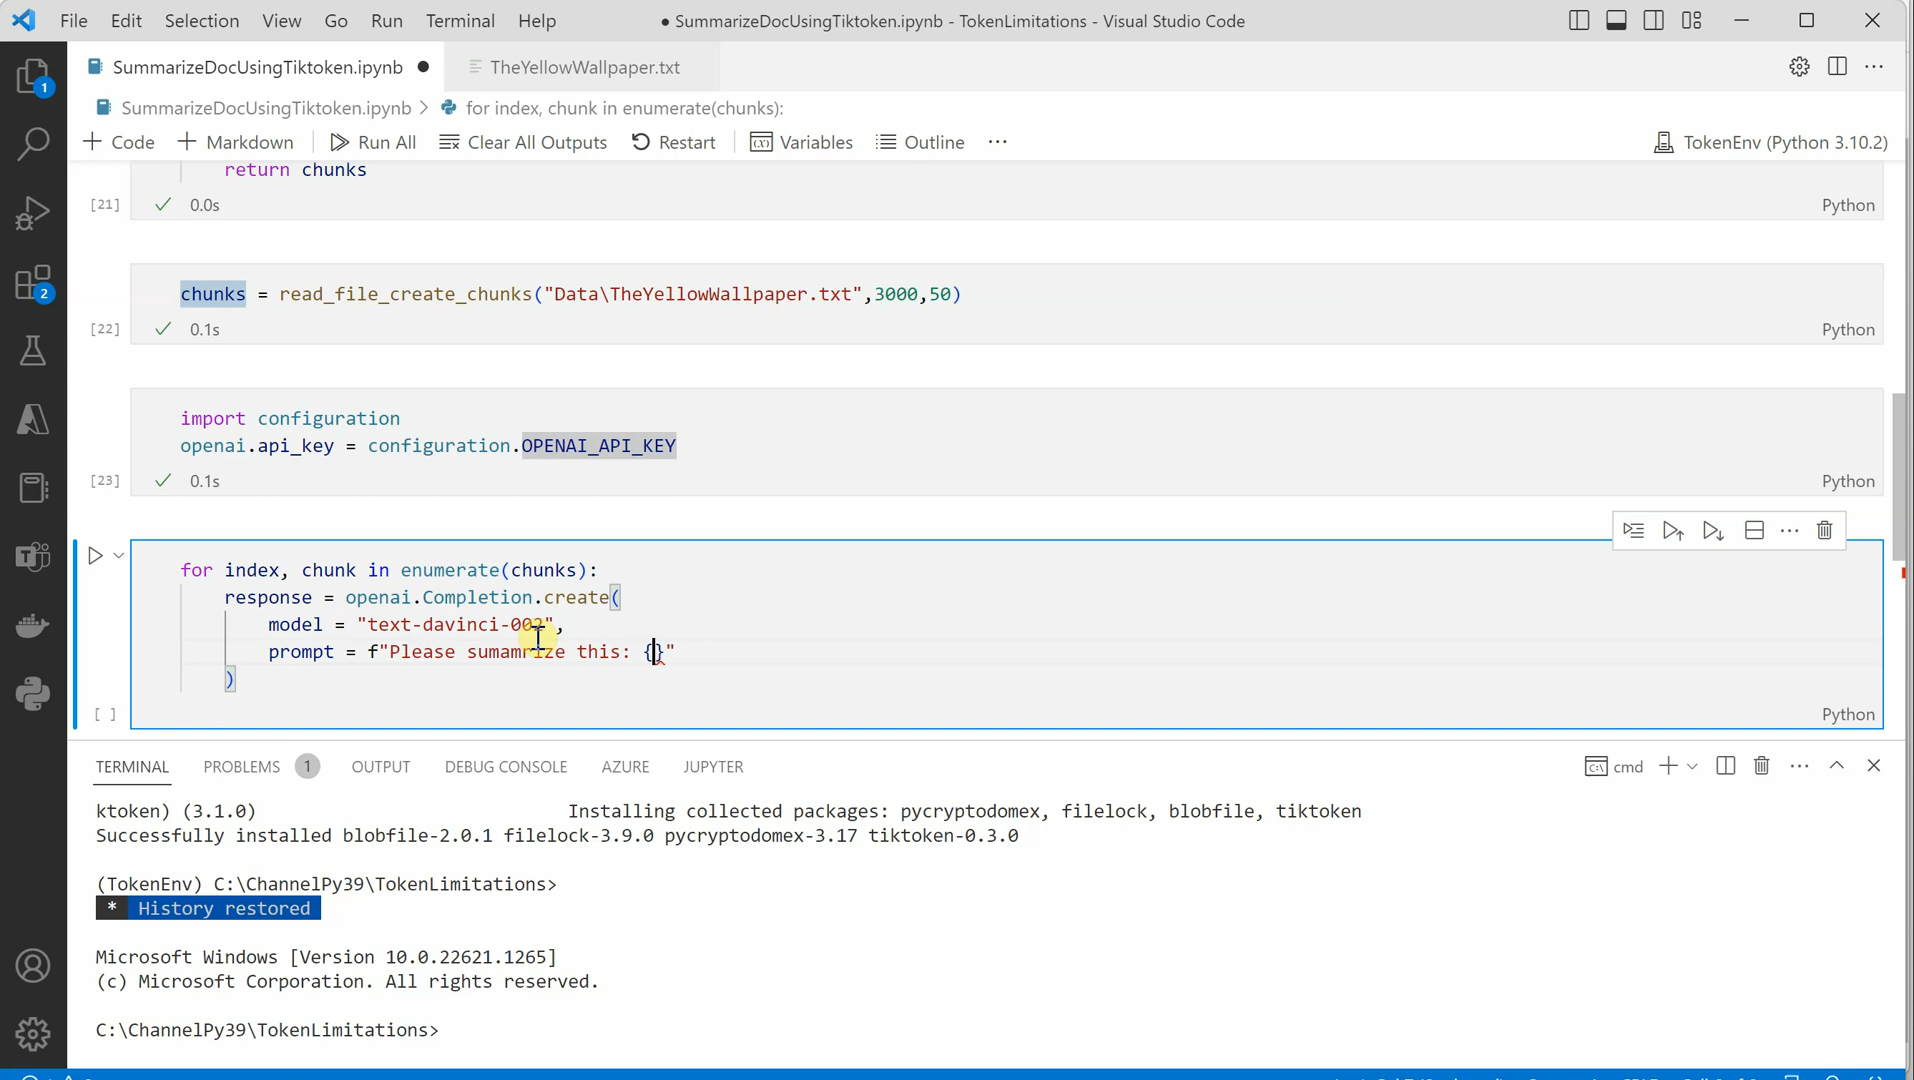 File Edit Selection View Go Run Terminal Help
● SummarizeDocUsingTiktoken.ipynb - TokenLimitations - Visual Studio Code
SummarizeDocUsingTiktoken.ipynb ●
TheYellowWallpaper.txt
SummarizeDocUsingTiktoken.ipynb > for index, chunk in enumerate(chunks):
+ Code + Markdown Run All Clear All Outputs Restart Variables Outline ···
TokenEnv (Python 3.10.2)
1
2
return chunks
[21] ✓ 0.0s Python
chunks = read_file_create_chunks("Data\TheYellowWallpaper.txt",3000,50)
[22] ✓ 0.1s Python
import configuration
openai.api_key = configuration.OPENAI_API_KEY
[23] ✓ 0.1s Python
for index, chunk in enumerate(chunks):
response = openai.Completion.create(
model = "text-davinci-002",
prompt = f"Please sumamrize this: {}"
)
[ ] Python
TERMINAL PROBLEMS 1 OUTPUT DEBUG CONSOLE AZURE JUPYTER
cmd
ktoken) (3.1.0) Installing collected packages: pycryptodomex, filelock, blobfile, tiktoken
Successfully installed blobfile-2.0.1 filelock-3.9.0 pycryptodomex-3.17 tiktoken-0.3.0
(TokenEnv) C:\ChannelPy39\TokenLimitations>
* History restored
Microsoft Windows [Version 10.0.22621.1265]
(c) Microsoft Corporation. All rights reserved.
C:\ChannelPy39\TokenLimitations>